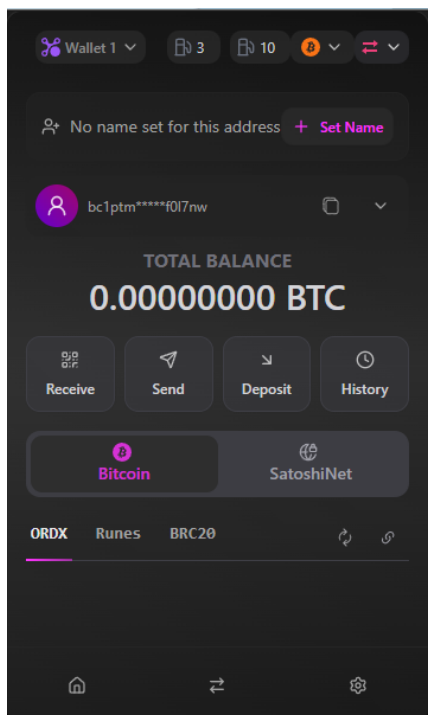 Wallet 1 3 10
No name set for this address + Set Name
bc1ptm*****f0l7nw
TOTAL BALANCE
0.00000000 BTC
Receive Send Deposit History
Bitcoin SatoshiNet
ORDX Runes BRC20